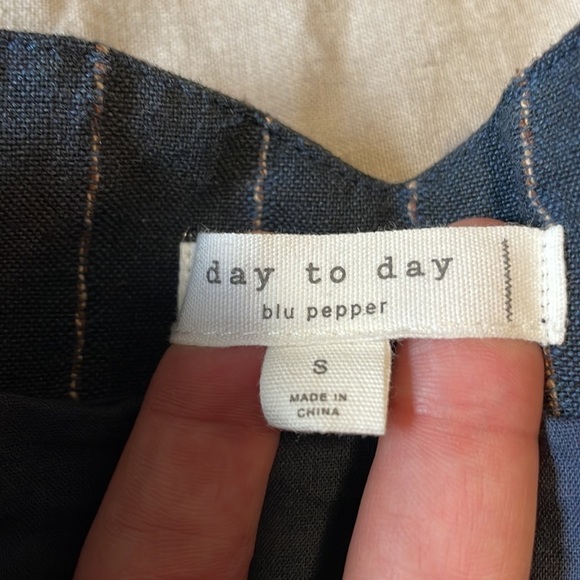 day to day
blu pepper
S
MADE IN
CHINA